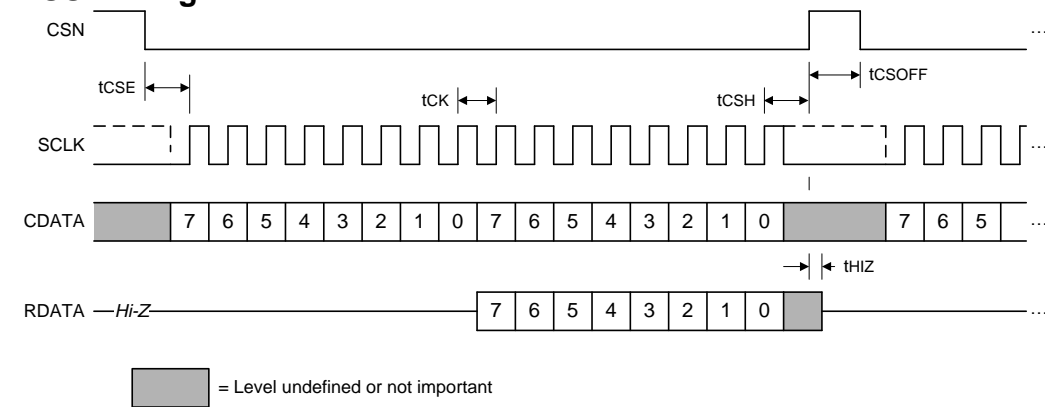 CSN
...
tCSE
tCK
tCSH
tCSOFF
SCLK
...
CDATA 7 6 5 4 3 2 1 0 7 6 5 4 3 2 1 0 7 6 5 ...
tHIZ
RDATA Hi-Z 7 6 5 4 3 2 1 0 ...
= Level undefined or not important